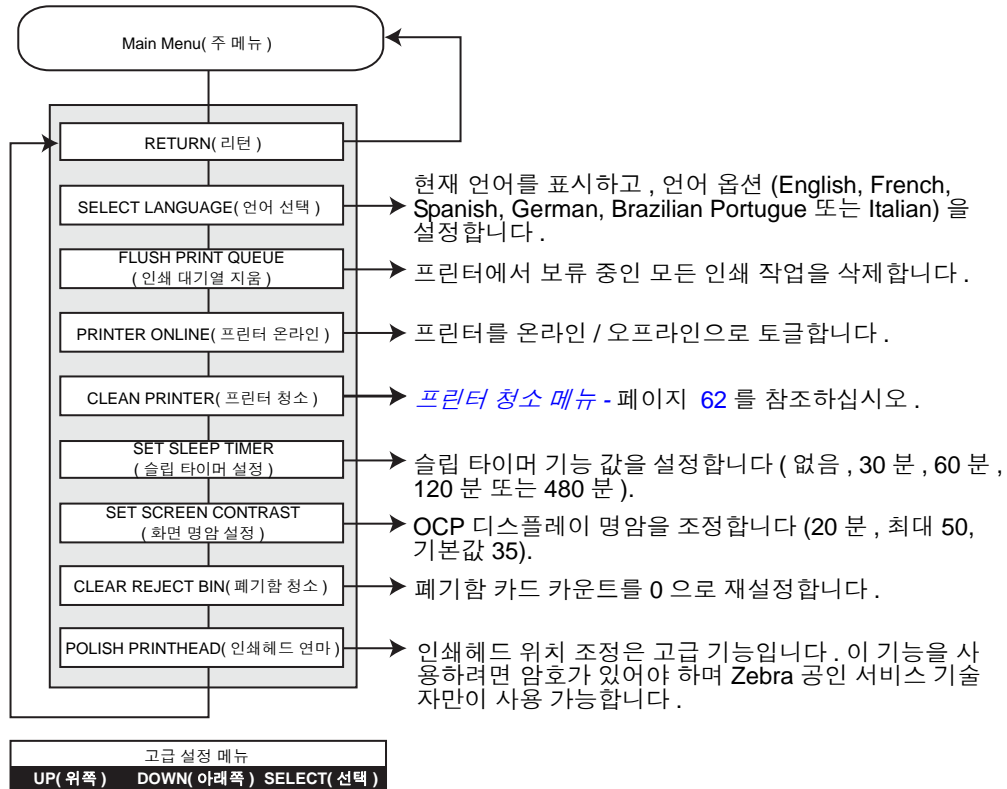 Main Menu( 주 메뉴 )
RETURN( 리턴 )
SELECT LANGUAGE( 언어 선택 )
현재 언어를 표시하고 , 언어 옵션 (English, French,
Spanish, German, Brazilian Portugue 또는 Italian) 을
설정합니다 .
FLUSH PRINT QUEUE
( 인쇄 대기열 지움 )
프린터에서 보류 중인 모든 인쇄 작업을 삭제합니다 .
PRINTER ONLINE( 프린터 온라인 )
프린터를 온라인 / 오프라인으로 토글합니다 .
CLEAN PRINTER( 프린터 청소 )
프린터 청소 메뉴 - 페이지 62 를 참조하십시오 .
SET SLEEP TIMER
( 슬립 타이머 설정 )
슬립 타이머 기능 값을 설정합니다 ( 없음 , 30 분 , 60 분 ,
120 분 또는 480 분 ).
SET SCREEN CONTRAST
( 화면 명암 설정 )
OCP 디스플레이 명암을 조정합니다 (20 분 , 최대 50,
기본값 35).
CLEAR REJECT BIN( 폐기함 청소 )
폐기함 카드 카운트를 0 으로 재설정합니다 .
POLISH PRINTHEAD( 인쇄헤드 연마 )
인쇄헤드 위치 조정은 고급 기능입니다 . 이 기능을 사
용하려면 암호가 있어야 하며 Zebra 공인 서비스 기술
자만이 사용 가능합니다 .
고급 설정 메뉴
UP( 위쪽 ) DOWN( 아래쪽 ) SELECT( 선택 )